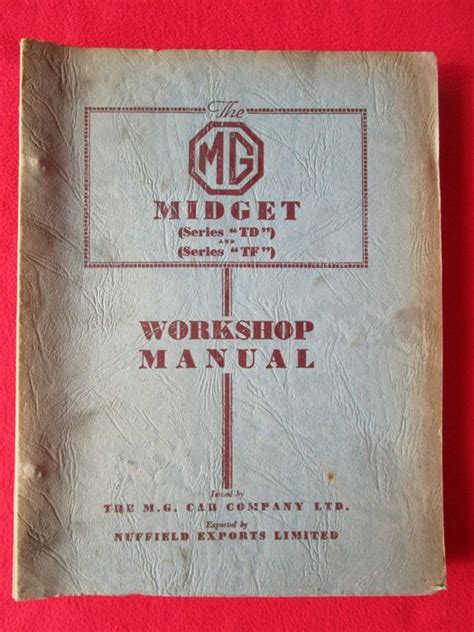 The
MG
MIDGET
(Series "TD")
AND
(Series "TF")
WORKSHOP
MANUAL
Issued by
THE M.G. CAR COMPANY LTD.
Exported by
NUFFIELD EXPORTS LIMITED